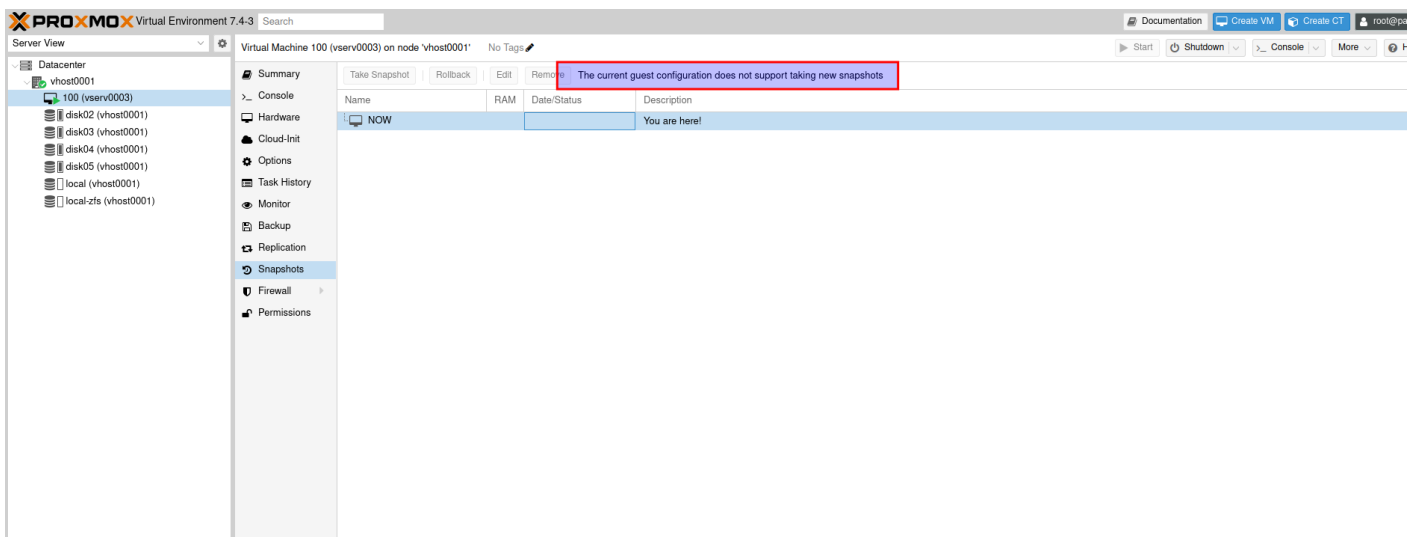 PROXMOX Virtual Environment 7.4-3 Search Documentation Create VM Create CT root@pa
Server View
Virtual Machine 100 (vserv0003) on node 'vhost0001' No Tags Start Shutdown Console More H
Datacenter
vhost0001
100 (vserv0003)
disk02 (vhost0001)
disk03 (vhost0001)
disk04 (vhost0001)
disk05 (vhost0001)
local (vhost0001)
local-zfs (vhost0001)
Summary
Console
Hardware
Cloud-Init
Options
Task History
Monitor
Backup
Replication
Snapshots
Firewall
Permissions
Take Snapshot Rollback Edit Remove The current guest configuration does not support taking new snapshots
Name RAM Date/Status Description
NOW You are here!